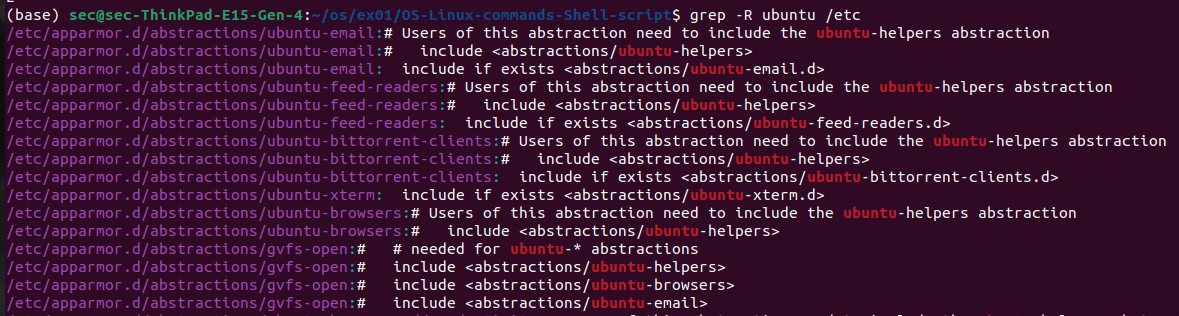 (base) sec@sec-ThinkPad-E15-Gen-4:~/os/ex01/OS-Linux-commands-Shell-script$ grep -R ubuntu /etc
/etc/apparmor.d/abstractions/ubuntu-email:# Users of this abstraction need to include the ubuntu-helpers abstraction
/etc/apparmor.d/abstractions/ubuntu-email:#   include <abstractions/ubuntu-helpers>
/etc/apparmor.d/abstractions/ubuntu-email:  include if exists <abstractions/ubuntu-email.d>
/etc/apparmor.d/abstractions/ubuntu-feed-readers:# Users of this abstraction need to include the ubuntu-helpers abstraction
/etc/apparmor.d/abstractions/ubuntu-feed-readers:#   include <abstractions/ubuntu-helpers>
/etc/apparmor.d/abstractions/ubuntu-feed-readers:  include if exists <abstractions/ubuntu-feed-readers.d>
/etc/apparmor.d/abstractions/ubuntu-bittorrent-clients:# Users of this abstraction need to include the ubuntu-helpers abstraction
/etc/apparmor.d/abstractions/ubuntu-bittorrent-clients:#   include <abstractions/ubuntu-helpers>
/etc/apparmor.d/abstractions/ubuntu-bittorrent-clients:  include if exists <abstractions/ubuntu-bittorrent-clients.d>
/etc/apparmor.d/abstractions/ubuntu-xterm:  include if exists <abstractions/ubuntu-xterm.d>
/etc/apparmor.d/abstractions/ubuntu-browsers:# Users of this abstraction need to include the ubuntu-helpers abstraction
/etc/apparmor.d/abstractions/ubuntu-browsers:#   include <abstractions/ubuntu-helpers>
/etc/apparmor.d/abstractions/gvfs-open:#   # needed for ubuntu-* abstractions
/etc/apparmor.d/abstractions/gvfs-open:#   include <abstractions/ubuntu-helpers>
/etc/apparmor.d/abstractions/gvfs-open:#   include <abstractions/ubuntu-browsers>
/etc/apparmor.d/abstractions/gvfs-open:#   include <abstractions/ubuntu-email>